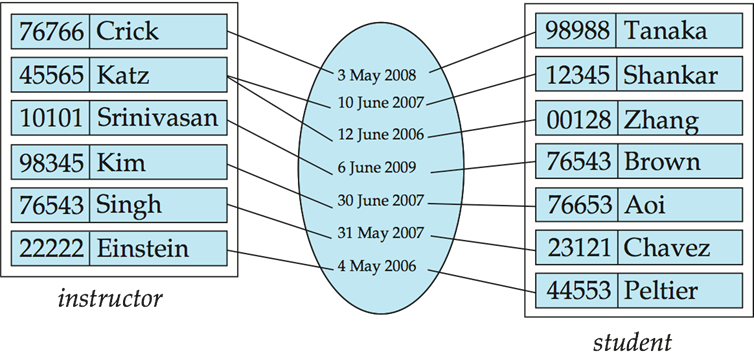 76766 Crick
45565 Katz
10101 Srinivasan
98345 Kim
76543 Singh
22222 Einstein
instructor
3 May 2008
10 June 2007
12 June 2006
6 June 2009
30 June 2007
31 May 2007
4 May 2006
98988 Tanaka
12345 Shankar
00128 Zhang
76543 Brown
76653 Aoi
23121 Chavez
44553 Peltier
student